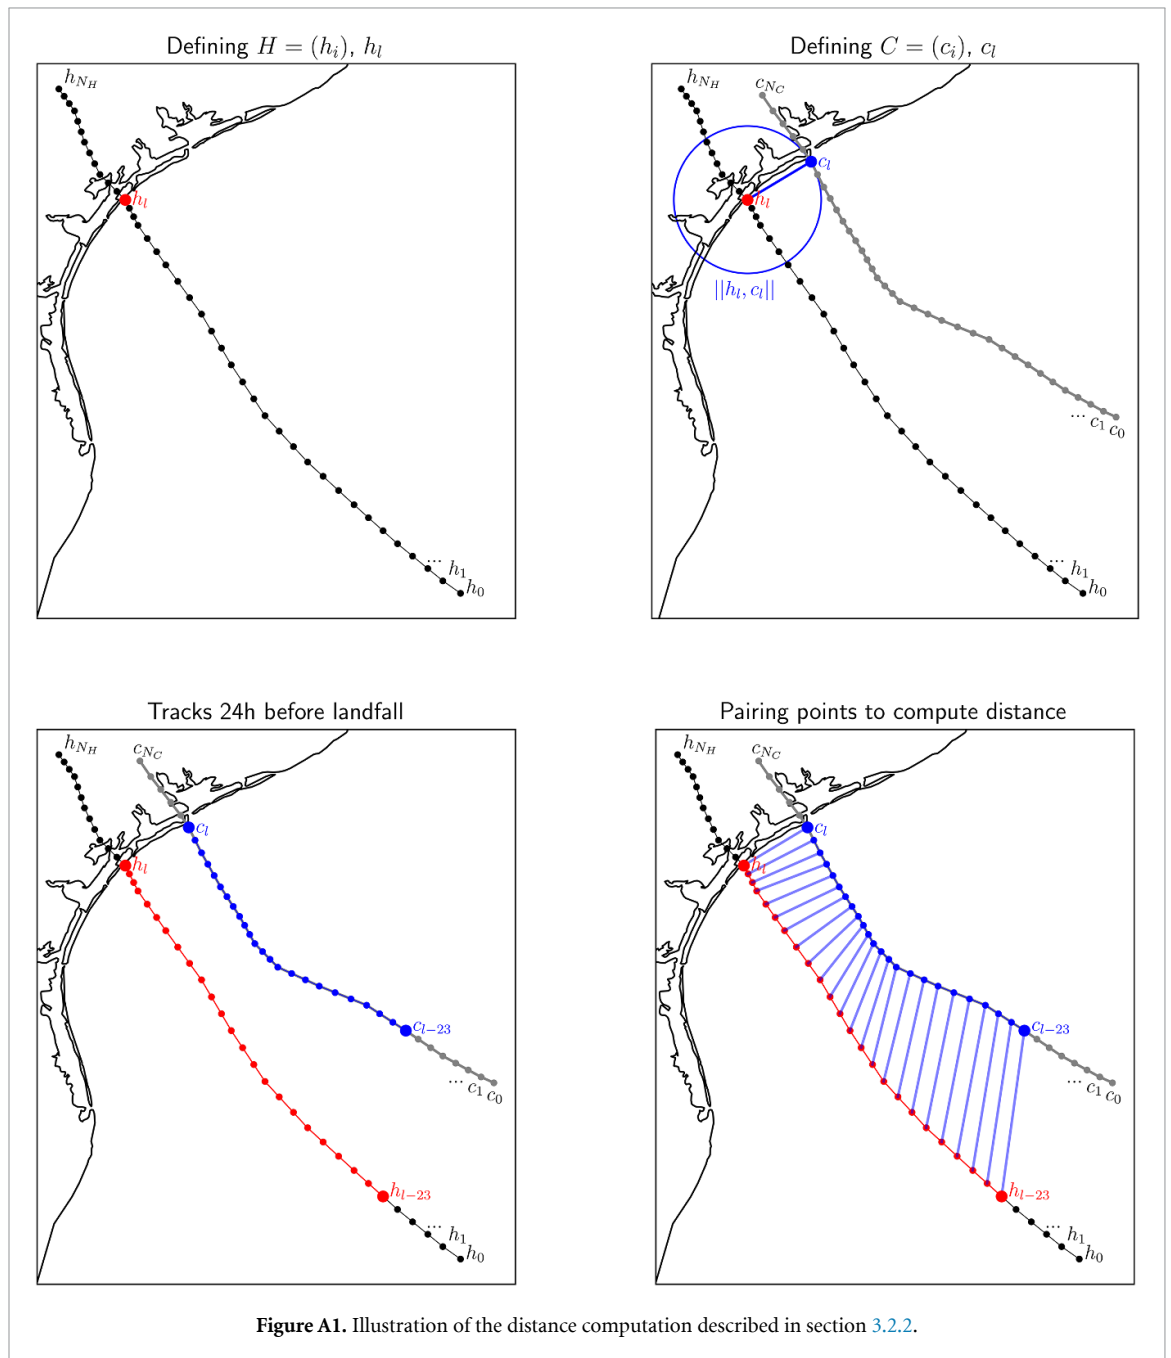 Defining H = (h_i), h_l
h_{N_H}
h_l
... h_1
h_0
Defining C = (c_i), c_l
h_{N_H}
c_{N_C}
c_l
h_l
||h_l, c_l||
... c_1 c_0
... h_1
h_0
Tracks 24h before landfall
h_{N_H}
c_{N_C}
c_l
h_l
c_{l-23}
... c_1 c_0
h_{l-23}
... h_1
h_0
Pairing points to compute distance
h_{N_H}
c_{N_C}
c_l
h_l
c_{l-23}
... c_1 c_0
h_{l-23}
... h_1
h_0
Figure A1. Illustration of the distance computation described in section 3.2.2.